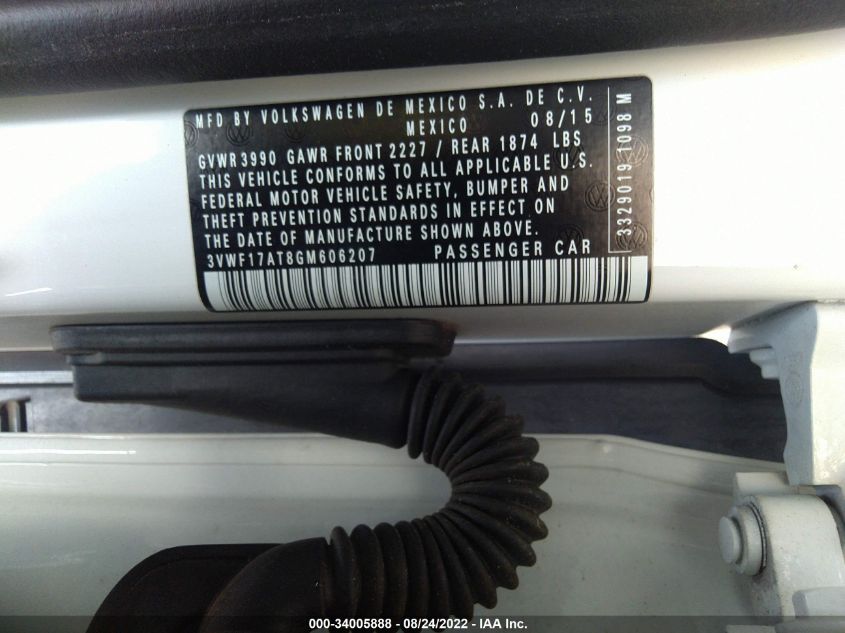 MFD BY VOLKSWAGEN DE MEXICO S.A. DE C.V.
MEXICO 08/15
GVWR 3990 GAWR FRONT 2227 / REAR 1874 LBS
THIS VEHICLE CONFORMS TO ALL APPLICABLE U.S.
FEDERAL MOTOR VEHICLE SAFETY, BUMPER AND
THEFT PREVENTION STANDARDS IN EFFECT ON
THE DATE OF MANUFACTURE SHOWN ABOVE.
3VWF17AT8GM606207 PASSENGER CAR
3329019 1098 M
000-34005888 - 08/24/2022 - IAA Inc.